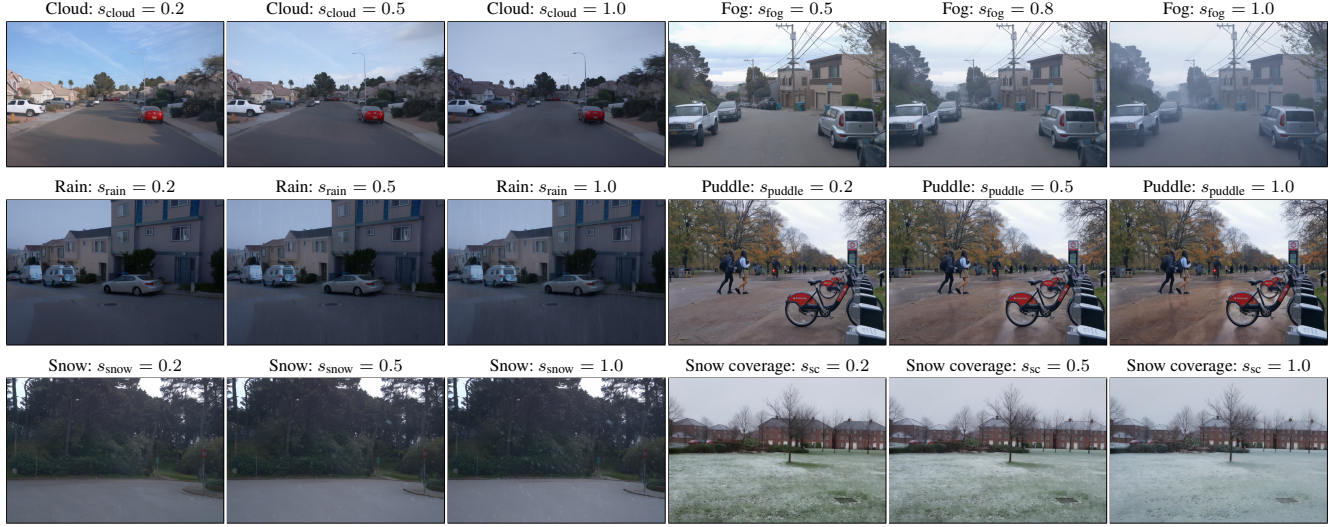 Cloud: s_cloud = 0.2 Cloud: s_cloud = 0.5 Cloud: s_cloud = 1.0 Fog: s_fog = 0.5 Fog: s_fog = 0.8 Fog: s_fog = 1.0
Rain: s_rain = 0.2 Rain: s_rain = 0.5 Rain: s_rain = 1.0 Puddle: s_puddle = 0.2 Puddle: s_puddle = 0.5 Puddle: s_puddle = 1.0
Snow: s_snow = 0.2 Snow: s_snow = 0.5 Snow: s_snow = 1.0 Snow coverage: s_sc = 0.2 Snow coverage: s_sc = 0.5 Snow coverage: s_sc = 1.0